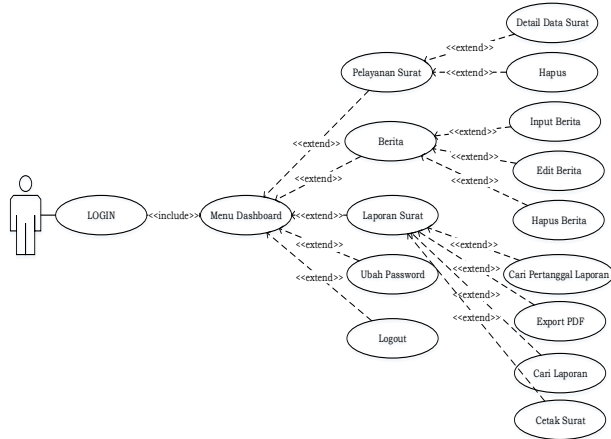 Detail Data Surat
<<extend>>
Pelayanan Surat
<<extend>>
Hapus
Input Berita
<<extend>>
<<extend>>
Berita
<<extend>>
Edit Berita
<<extend>>
<<extend>>
Hapus Berita
LOGIN
<<include>>
Menu Dashboard
<<extend>>
Laporan Surat
<<extend>>
<<extend>>
Ubah Password
<<extend>>
Cari Pertanggal Laporan
<<extend>>
<<extend>>
<<extend>>
Export PDF
Logout
Cari Laporan
Cetak Surat